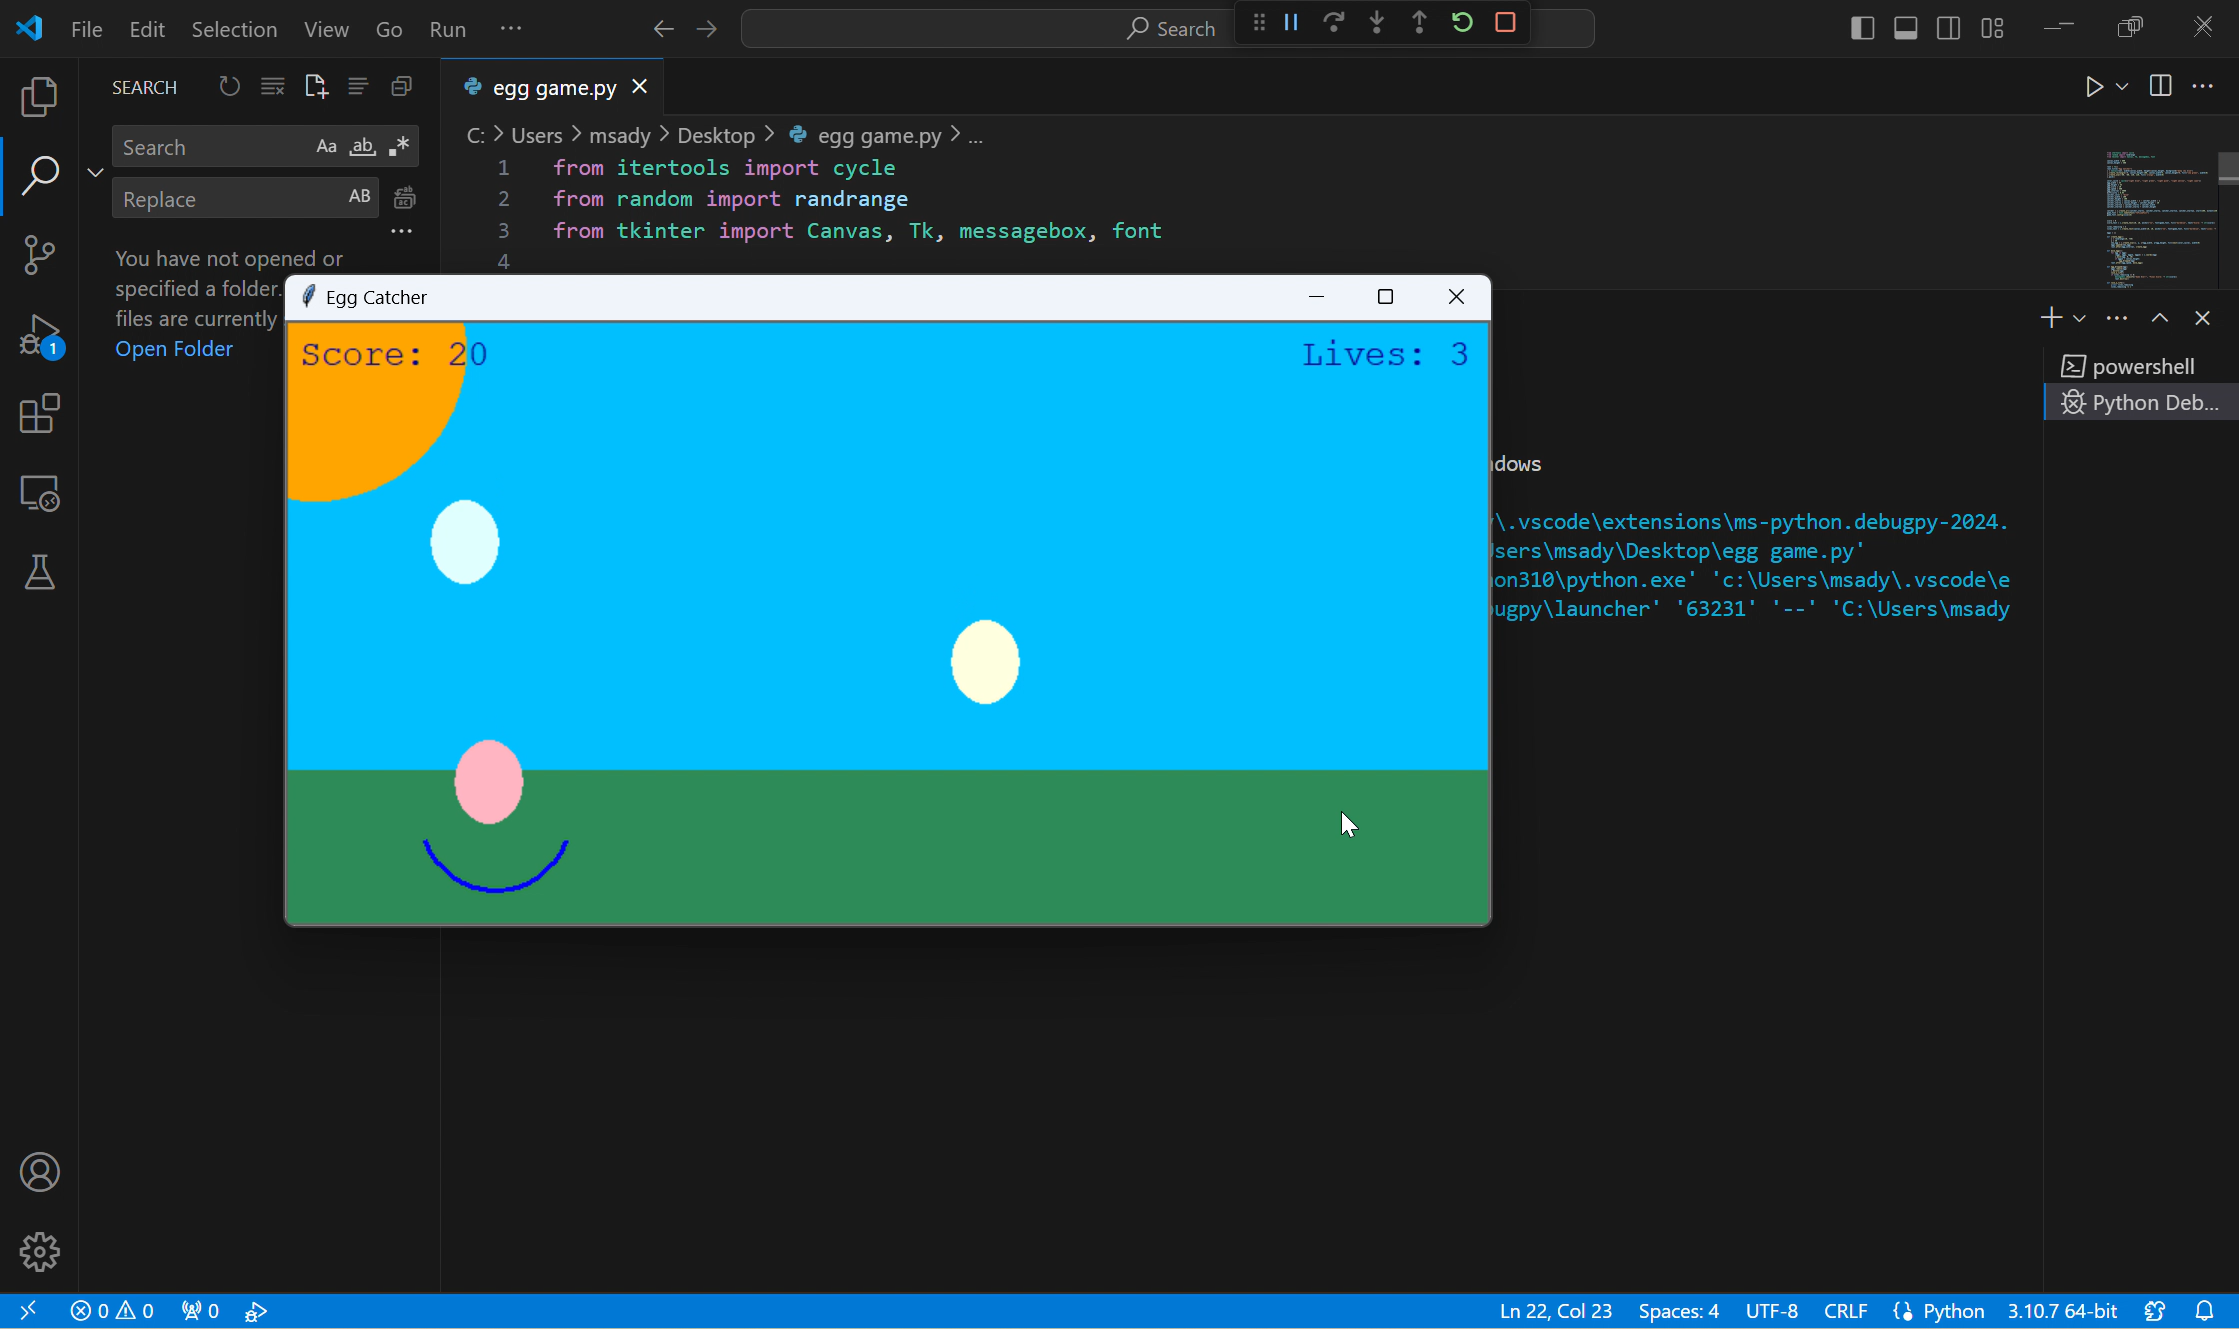 File Edit Selection View Go Run ...
Search
SEARCH
egg game.py
Search Aa ab
Replace AB
C: > Users > msady > Desktop > egg game.py > ...
1 from itertools import cycle
2 from random import randrange
3 from tkinter import Canvas, Tk, messagebox, font
4
You have not opened or
specified a folder.
files are currently
Open Folder
Egg Catcher
Score: 20
Lives: 3
powershell
Python Deb...
dows
\.vscode\extensions\ms-python.debugpy-2024.
sers\msady\Desktop\egg game.py'
on310\python.exe' 'c:\Users\msady\.vscode\e
ugpy\launcher' '63231' '--' 'C:\Users\msady
1
0 0 0
Ln 22, Col 23 Spaces: 4 UTF-8 CRLF Python 3.10.7 64-bit